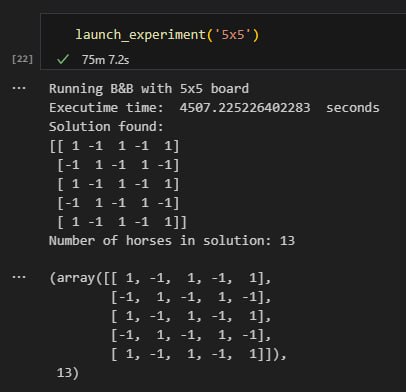 launch_experiment('5x5')
[22] ✓ 75m 7.2s
... Running B&B with 5x5 board
Executime time:  4507.225226402283  seconds
Solution found:
[[ 1 -1  1 -1  1]
 [-1  1 -1  1 -1]
 [ 1 -1  1 -1  1]
 [-1  1 -1  1 -1]
 [ 1 -1  1 -1  1]]
Number of horses in solution: 13
... (array([[ 1, -1,  1, -1,  1],
        [-1,  1, -1,  1, -1],
        [ 1, -1,  1, -1,  1],
        [-1,  1, -1,  1, -1],
        [ 1, -1,  1, -1,  1]]),
 13)